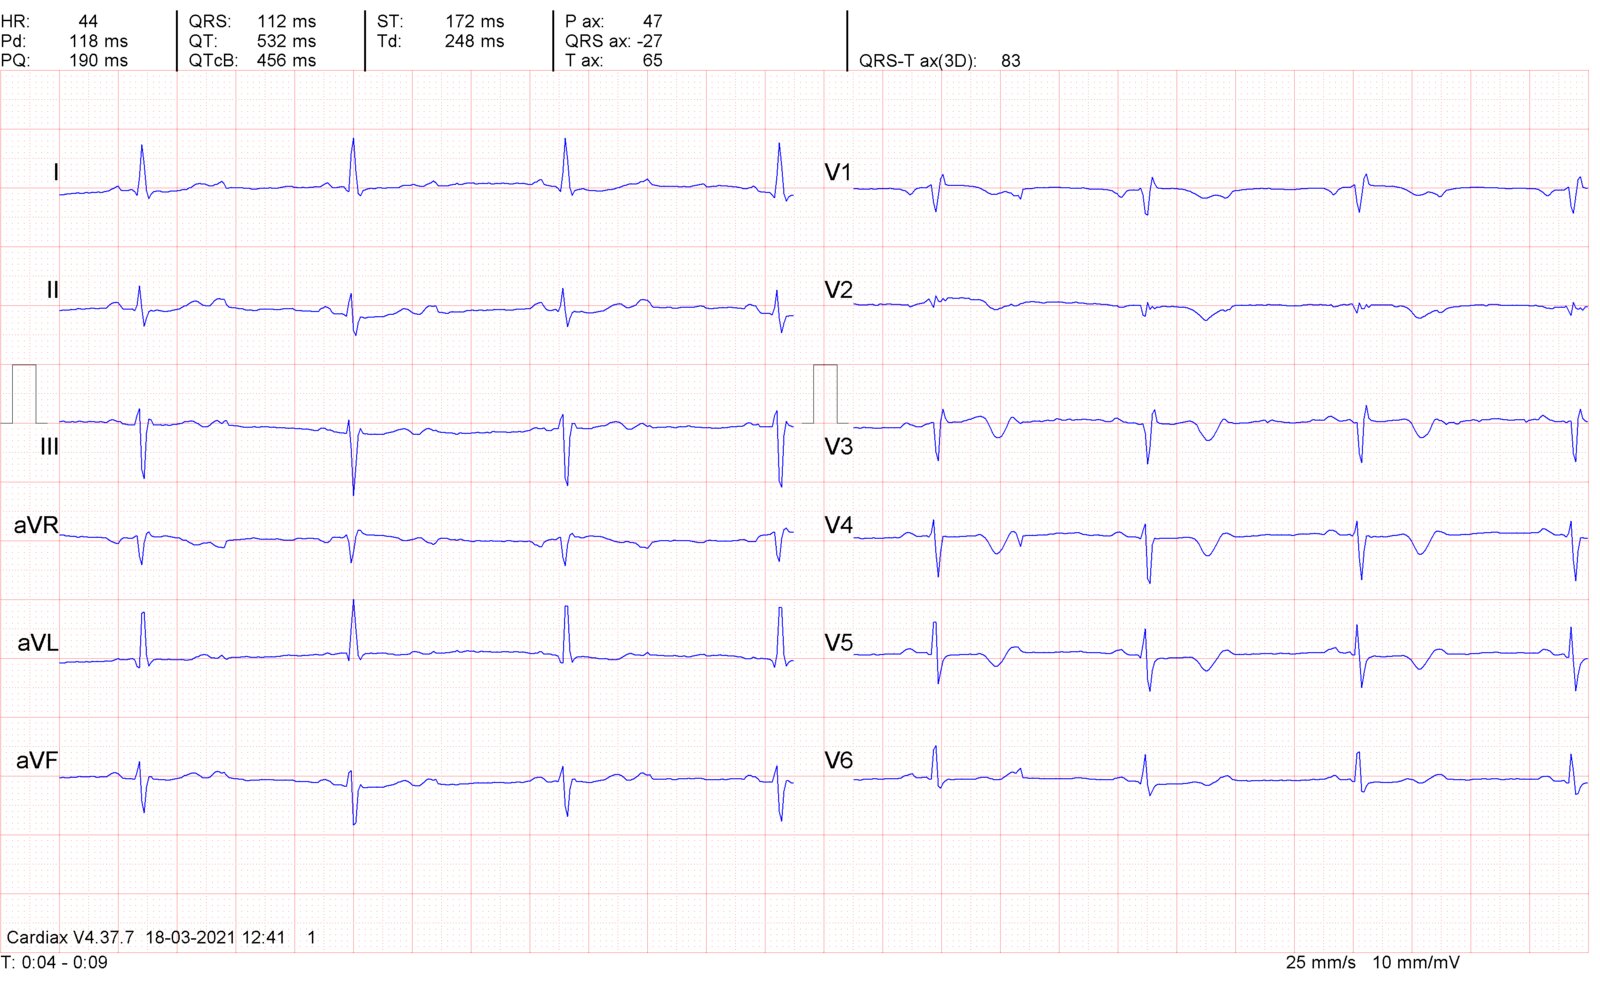 HR: 44 QRS: 112 ms ST: 172 ms P ax: 47
Pd: 118 ms QT: 532 ms Td: 248 ms QRS ax: -27
PQ: 190 ms QTcB: 456 ms T ax: 65 QRS-T ax(3D): 83
I V1
II V2
III V3
aVR V4
aVL V5
aVF V6
Cardiax V4.37.7 18-03-2021 12:41 1
T: 0:04 - 0:09 25 mm/s 10 mm/mV